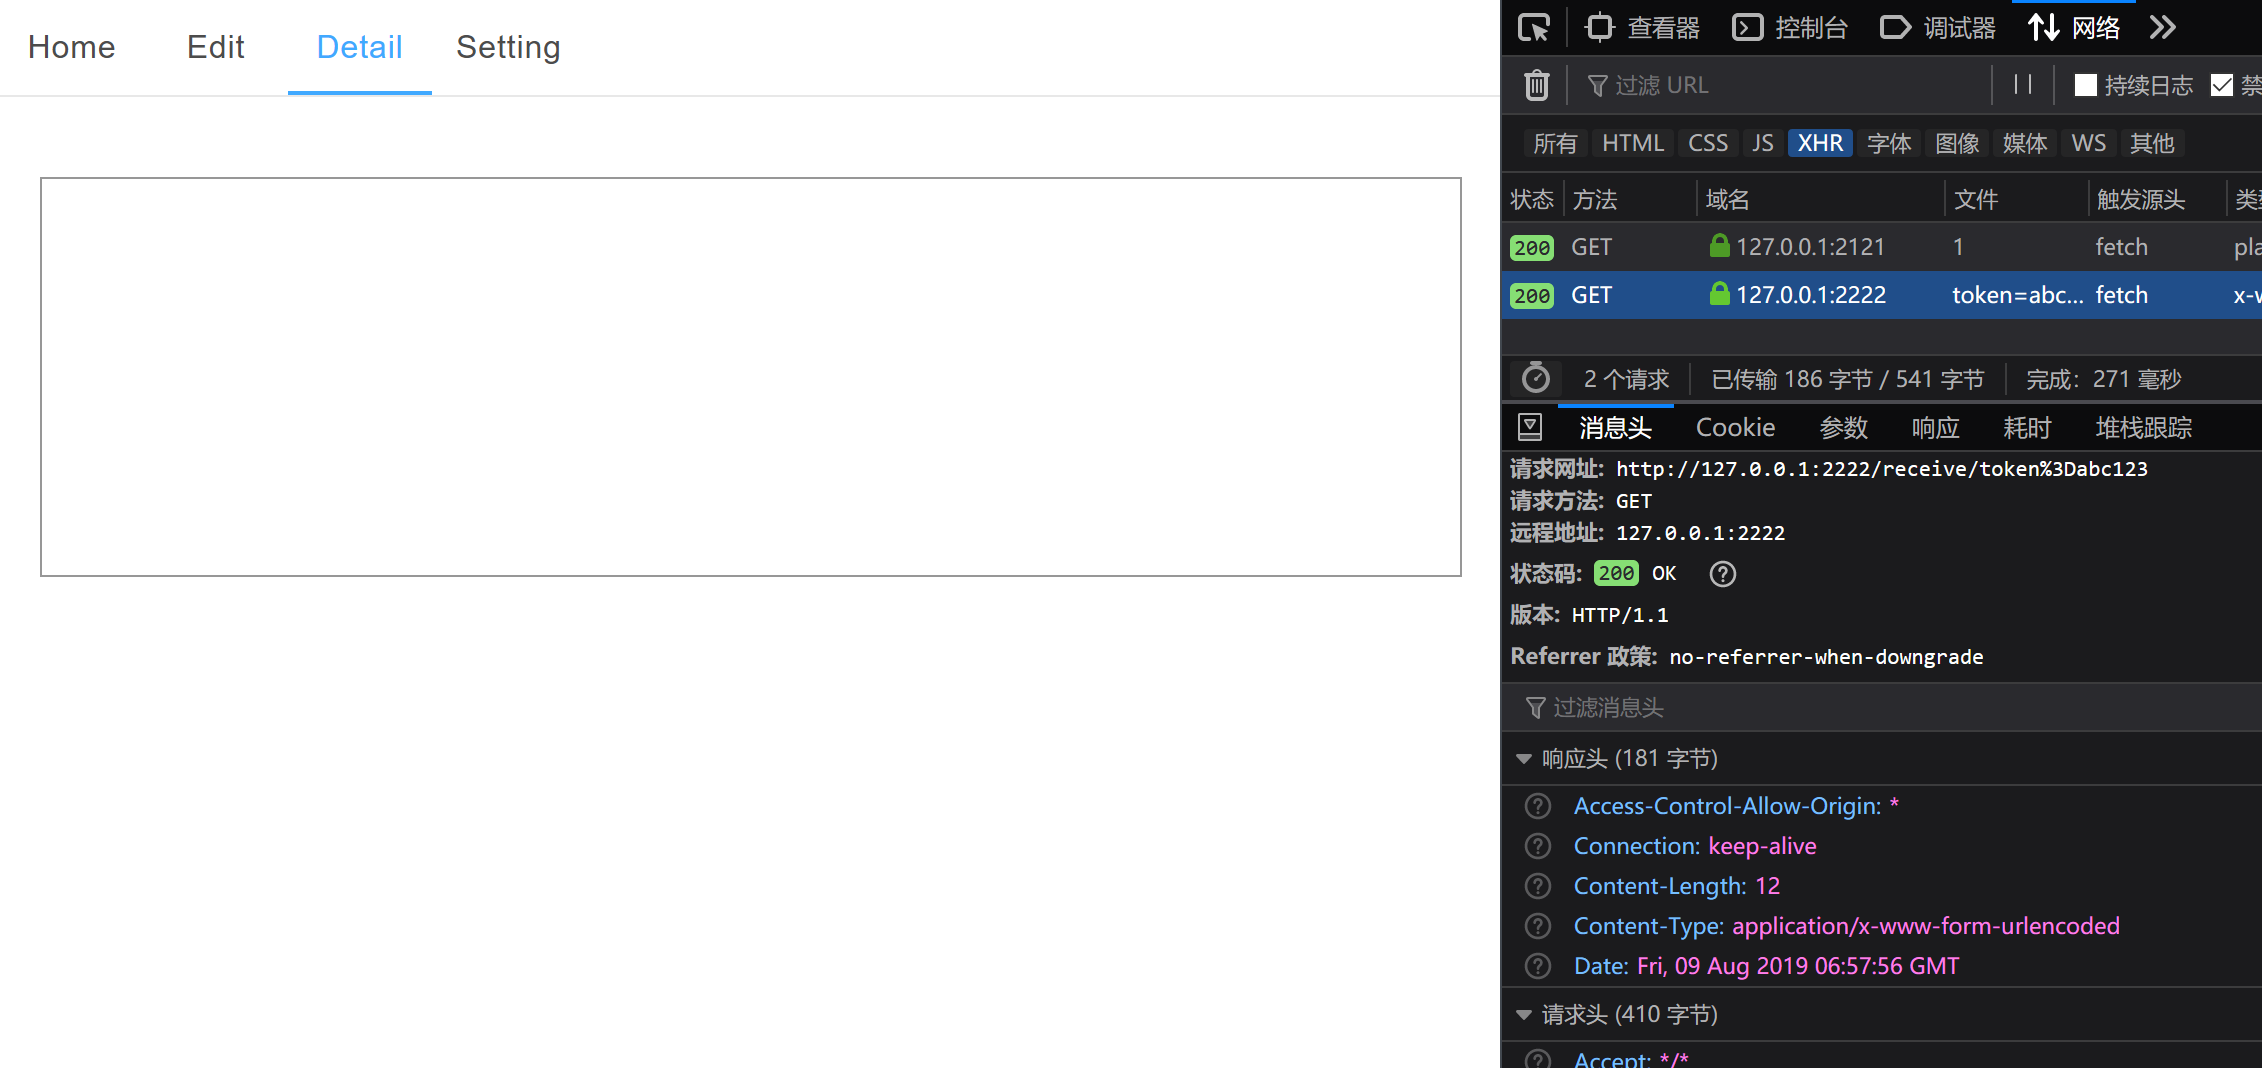 Home Edit Detail Setting
查看器 控制台 调试器 网络
过滤 URL 持续日志 禁
所有 HTML CSS JS XHR 字体 图像 媒体 WS 其他
状态 方法 域名 文件 触发源头
200 GET 127.0.0.1:2121 1 fetch pla
200 GET 127.0.0.1:2222 token=abc... fetch x-w
2 个请求 已传输 186 字节 / 541 字节 完成：271 毫秒
消息头 Cookie 参数 响应 耗时 堆栈跟踪
请求网址: http://127.0.0.1:2222/receive/token%3Dabc123
请求方法: GET
远程地址: 127.0.0.1:2222
状态码: 200 OK
版本: HTTP/1.1
Referrer 政策: no-referrer-when-downgrade
过滤消息头
响应头 (181 字节)
Access-Control-Allow-Origin: *
Connection: keep-alive
Content-Length: 12
Content-Type: application/x-www-form-urlencoded
Date: Fri, 09 Aug 2019 06:57:56 GMT
请求头 (410 字节)
Accept: */*